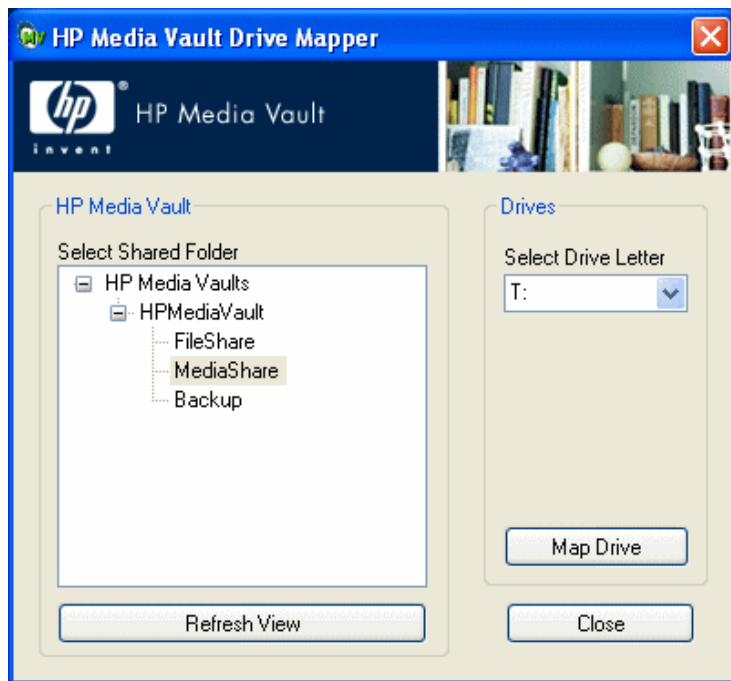 HP Media Vault Drive Mapper
hp
invent
HP Media Vault
HP Media Vault
Select Shared Folder
HP Media Vaults
HPMediaVault
FileShare
MediaShare
Backup
Refresh View
Drives
Select Drive Letter
T:
Map Drive
Close